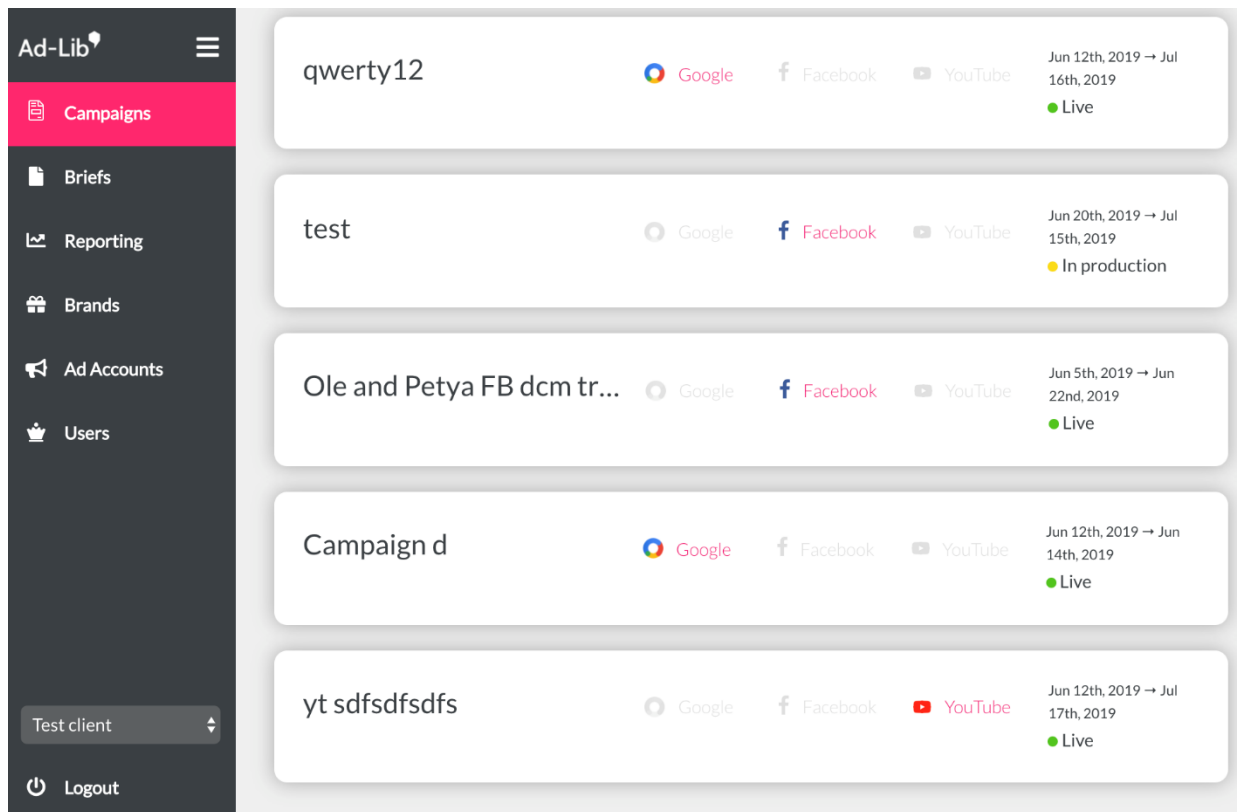 Ad-Lib
Campaigns
Briefs
Reporting
Brands
Ad Accounts
Users
Test client
Logout
qwerty12
Google Facebook YouTube
Jun 12th, 2019 → Jul
16th, 2019
Live
test
Google Facebook YouTube
Jun 20th, 2019 → Jul
15th, 2019
In production
Ole and Petya FB dcm tr...
Google Facebook YouTube
Jun 5th, 2019 → Jun
22nd, 2019
Live
Campaign d
Google Facebook YouTube
Jun 12th, 2019 → Jun
14th, 2019
Live
yt sdfsdfsdfs
Google Facebook YouTube
Jun 12th, 2019 → Jul
17th, 2019
Live